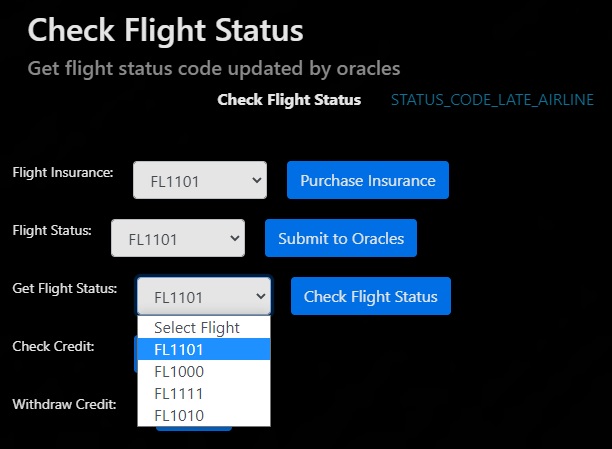 Check Flight Status
Get flight status code updated by oracles
Check Flight Status STATUS_CODE_LATE_AIRLINE
Flight Insurance: FL1101 Purchase Insurance
Flight Status: FL1101 Submit to Oracles
Get Flight Status: FL1101 Check Flight Status
Select Flight
FL1101
Check Credit:
FL1000
FL1111
Withdraw Credit:
FL1010